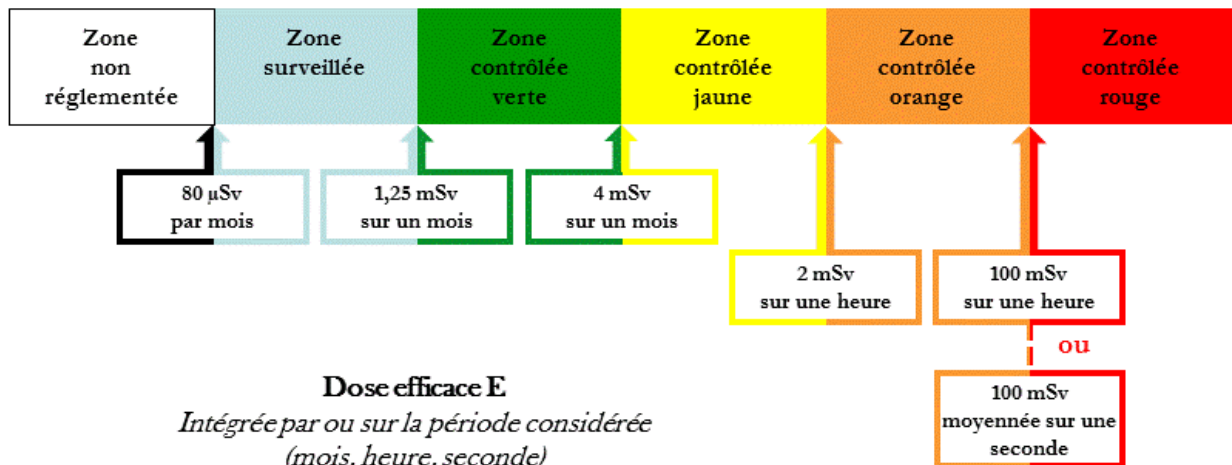 Zone
non
réglementée
Zone
surveillée
Zone
contrôlée
verte
Zone
contrôlée
jaune
Zone
contrôlée
orange
Zone
contrôlée
rouge
80 µSv
par mois
1,25 mSv
sur un mois
4 mSv
sur un mois
2 mSv
sur une heure
100 mSv
sur une heure
ou
100 mSv
moyennée sur une
seconde
Dose efficace E
Intégrée par ou sur la période considérée
(mois, heure, seconde)